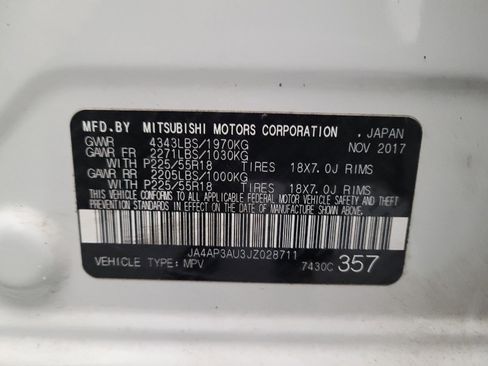 MFD.BY MITSUBISHI MOTORS CORPORATION , JAPAN
GVWR 4343LBS/1970KG NOV 2017
GAWR FR 2271LBS/1030KG
WITH P225/55R18 TIRES 18X7.0J RIMS
GAWR RR 2205LBS/1000KG
WITH P225/55R18 TIRES 18X7.0J RIMS
THIS VEHICLE CONFORMS TO ALL APPLICABLE FEDERAL MOTOR VEHICLE SAFETY AND THEFT PREVENTION
STANDARDS IN EFFECT ON THE DATE OF MANUFACTURE SHOWN ABOVE.
JA4AP3AU3JZ028711
VEHICLE TYPE: MPV 7430C 357